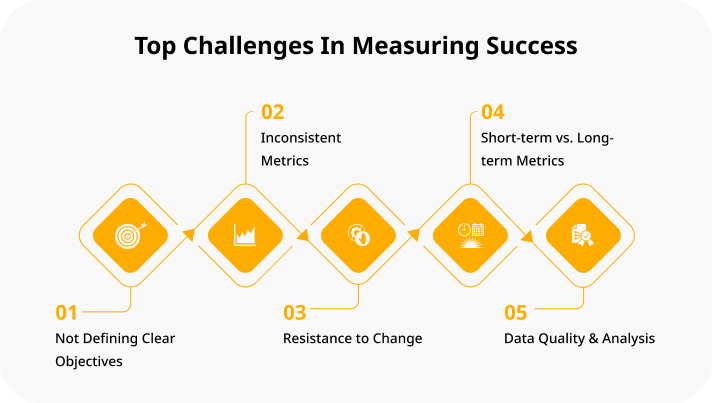 Top Challenges In Measuring Success
01
Not Defining Clear
Objectives
02
Inconsistent
Metrics
03
Resistance to Change
04
Short-term vs. Long-
term Metrics
05
Data Quality & Analysis